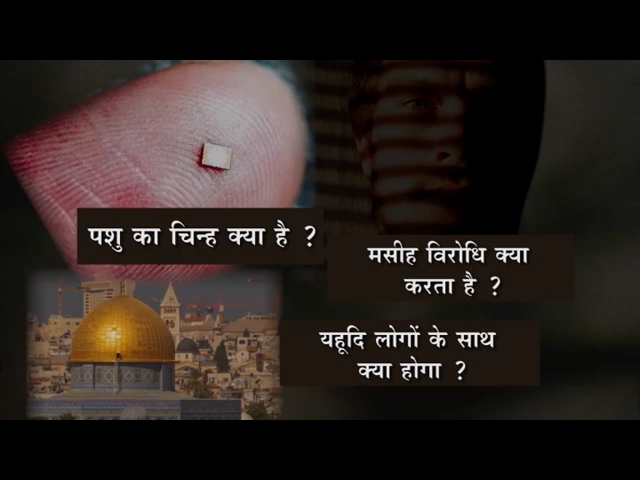 पशु का चिन्ह क्या है ?
मसीह विरोधि क्या
करता है ?
यहूदि लोगों के साथ
क्या होगा ?